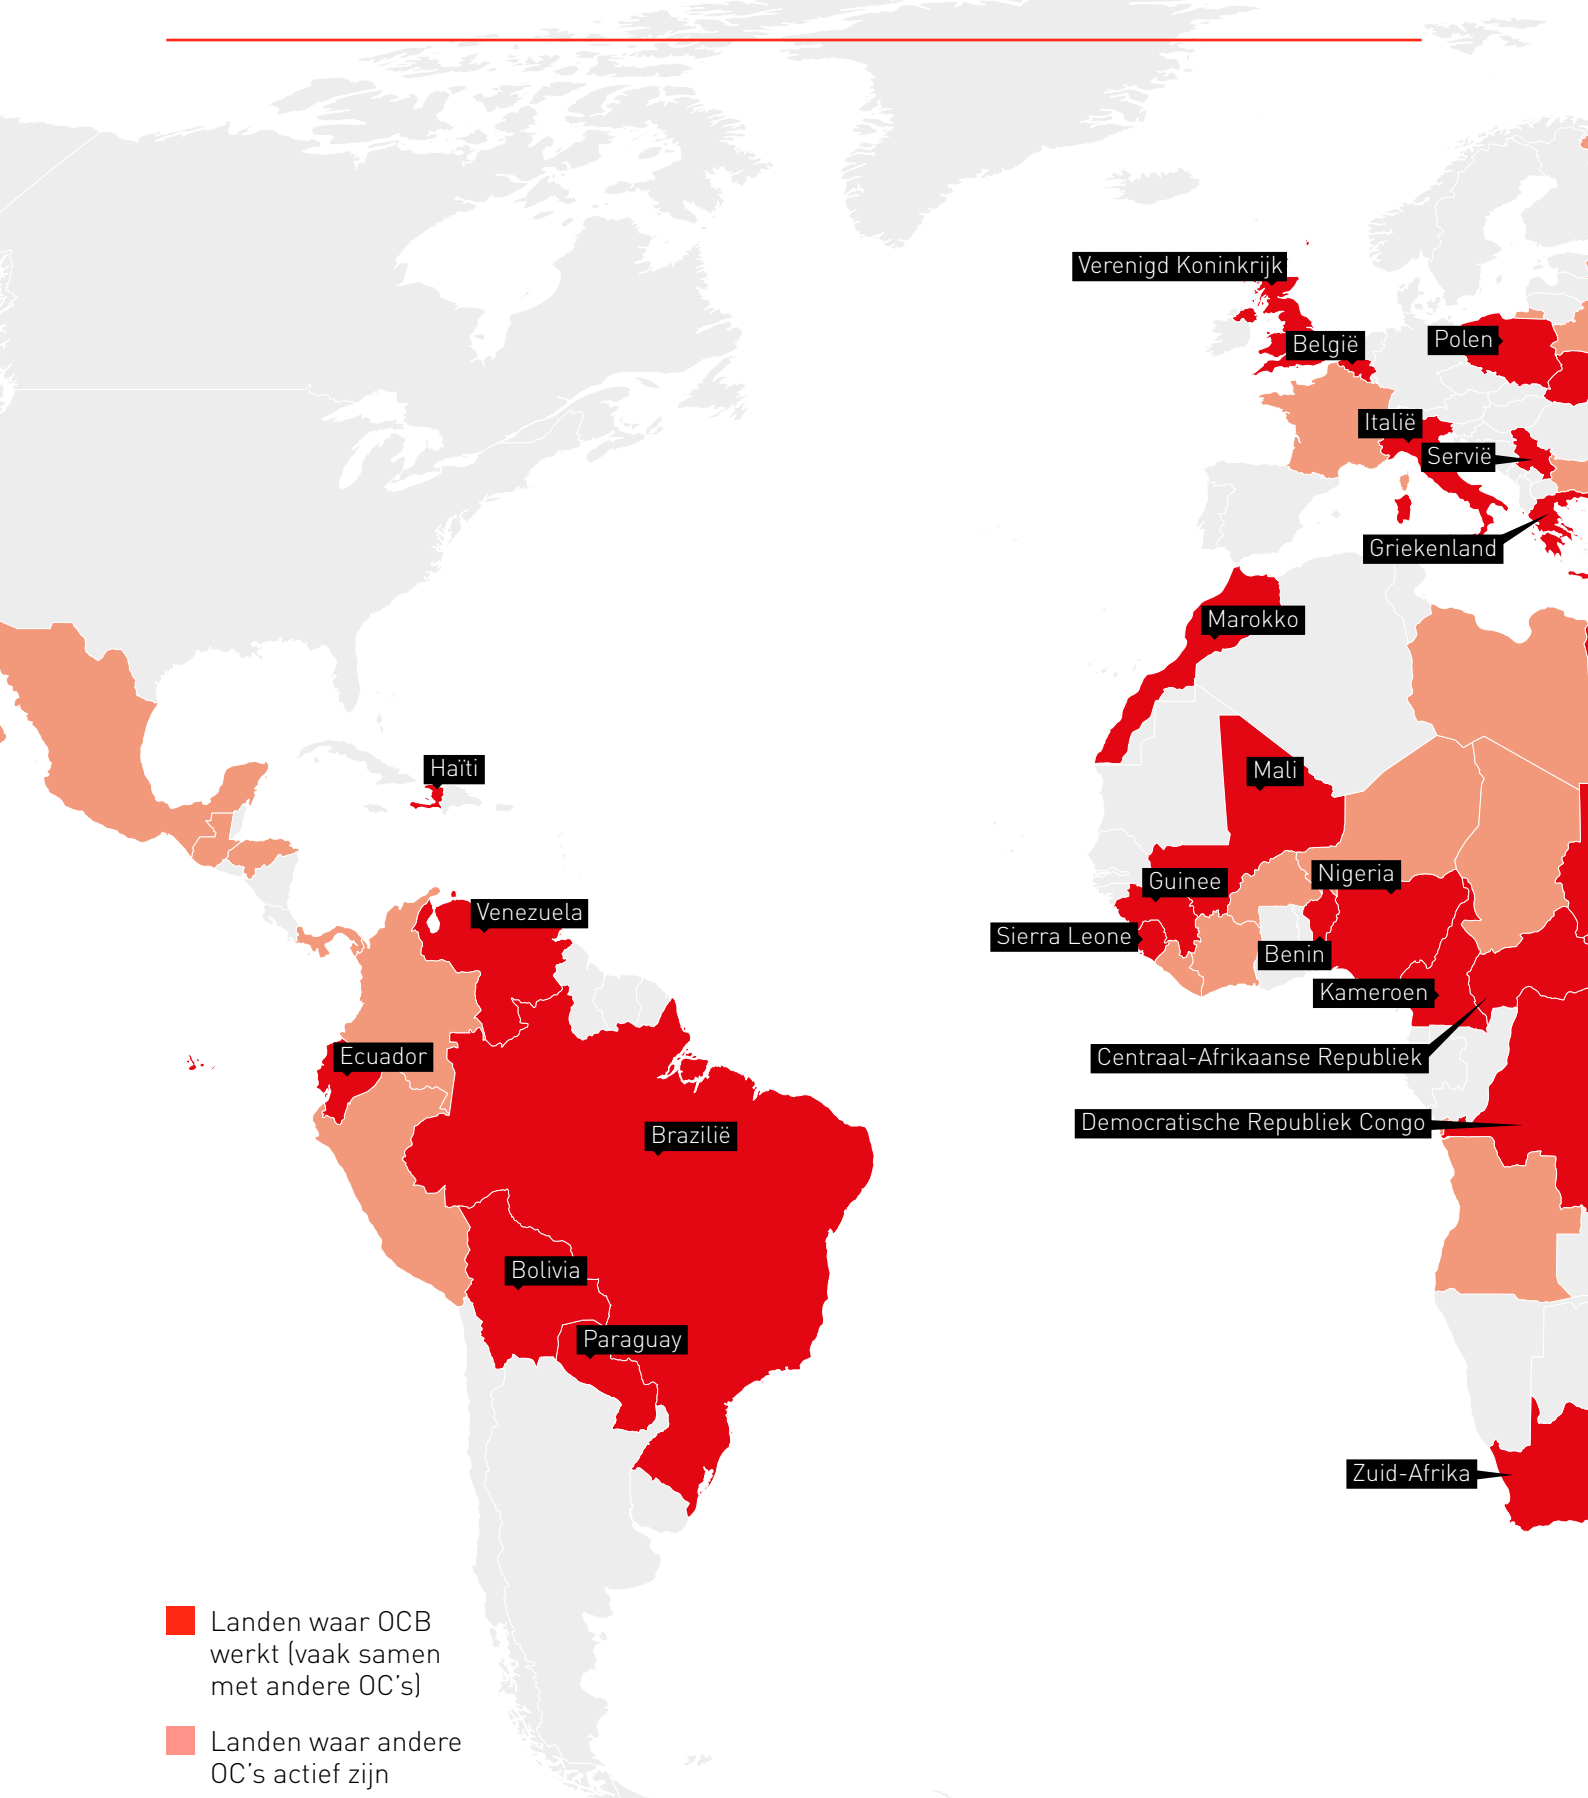 Verenigd Koninkrijk
België
Polen
Italië
Servië
Griekenland
Marokko
Haïti
Mali
Guinee
Nigeria
Venezuela
Sierra Leone
Benin
Kameroen
Ecuador
Centraal-Afrikaanse Republiek
Democratische Republiek Congo
Brazilië
Bolivia
Paraguay
Zuid-Afrika
Landen waar OCB
werkt (vaak samen
met andere OC's)
Landen waar andere
OC's actief zijn